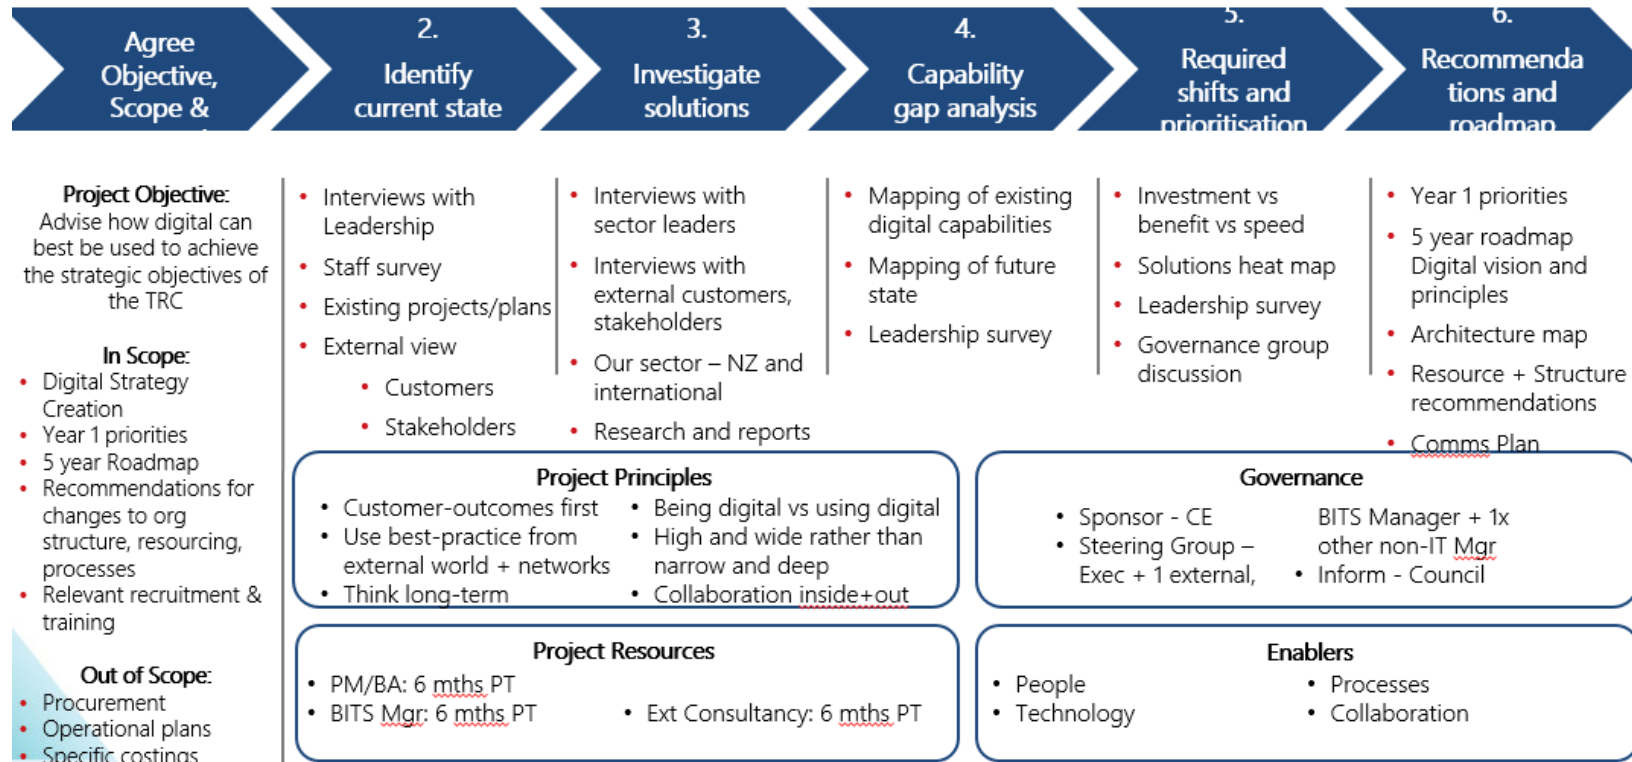 Agree
Objective,
Scope &
2.
Identify
current state
3.
Investigate
solutions
4.
Capability
gap analysis
5.
Required
shifts and
prioritisation
6.
Recommenda
tions and
roadmap
Project Objective:
Advise how digital can
best be used to achieve
the strategic objectives of
the TRC
In Scope:
• Digital Strategy
Creation
• Year 1 priorities
• 5 year Roadmap
• Recommendations for
changes to org
structure, resourcing,
processes
• Relevant recruitment &
training
Out of Scope:
• Procurement
• Operational plans
• Specific costings
• Interviews with
Leadership
• Staff survey
• Existing projects/plans
• External view
• Customers
• Stakeholders
• Interviews with
sector leaders
• Interviews with
external customers,
stakeholders
• Our sector – NZ and
international
• Research and reports
• Mapping of existing
digital capabilities
• Mapping of future
state
• Leadership survey
• Investment vs
benefit vs speed
• Solutions heat map
• Leadership survey
• Governance group
discussion
• Year 1 priorities
• 5 year roadmap
Digital vision and
principles
• Architecture map
• Resource + Structure
recommendations
• Comms Plan
Project Principles
• Customer-outcomes first
• Use best-practice from
external world + networks
• Think long-term
• Being digital vs using digital
• High and wide rather than
narrow and deep
• Collaboration inside+out
Governance
• Sponsor - CE
• Steering Group –
Exec + 1 external,
BITS Manager + 1x
other non-IT Mgr
• Inform - Council
Project Resources
• PM/BA: 6 mths PT
• BITS Mgr: 6 mths PT
• Ext Consultancy: 6 mths PT
Enablers
• People
• Technology
• Processes
• Collaboration